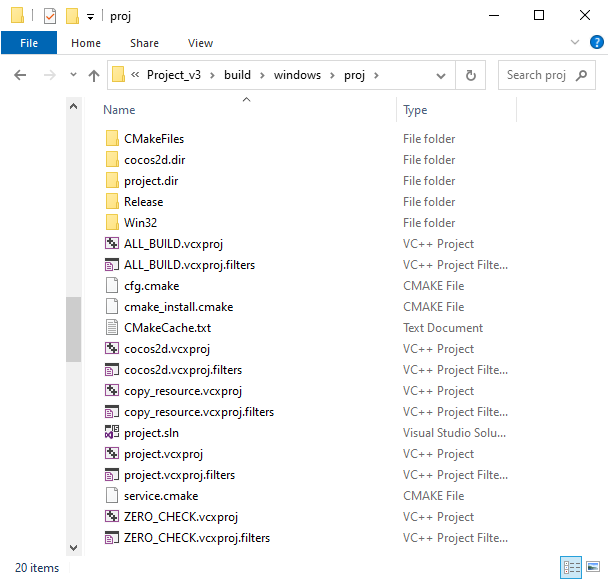 proj
File Home Share View
« Project_v3 › build › windows › proj › Search proj
Name Type
CMakeFiles File folder
cocos2d.dir File folder
project.dir File folder
Release File folder
Win32 File folder
ALL_BUILD.vcxproj VC++ Project
ALL_BUILD.vcxproj.filters VC++ Project Filte...
cfg.cmake CMAKE File
cmake_install.cmake CMAKE File
CMakeCache.txt Text Document
cocos2d.vcxproj VC++ Project
cocos2d.vcxproj.filters VC++ Project Filte...
copy_resource.vcxproj VC++ Project
copy_resource.vcxproj.filters VC++ Project Filte...
project.sln Visual Studio Solu...
project.vcxproj VC++ Project
project.vcxproj.filters VC++ Project Filte...
service.cmake CMAKE File
ZERO_CHECK.vcxproj VC++ Project
ZERO_CHECK.vcxproj.filters VC++ Project Filte...
20 items